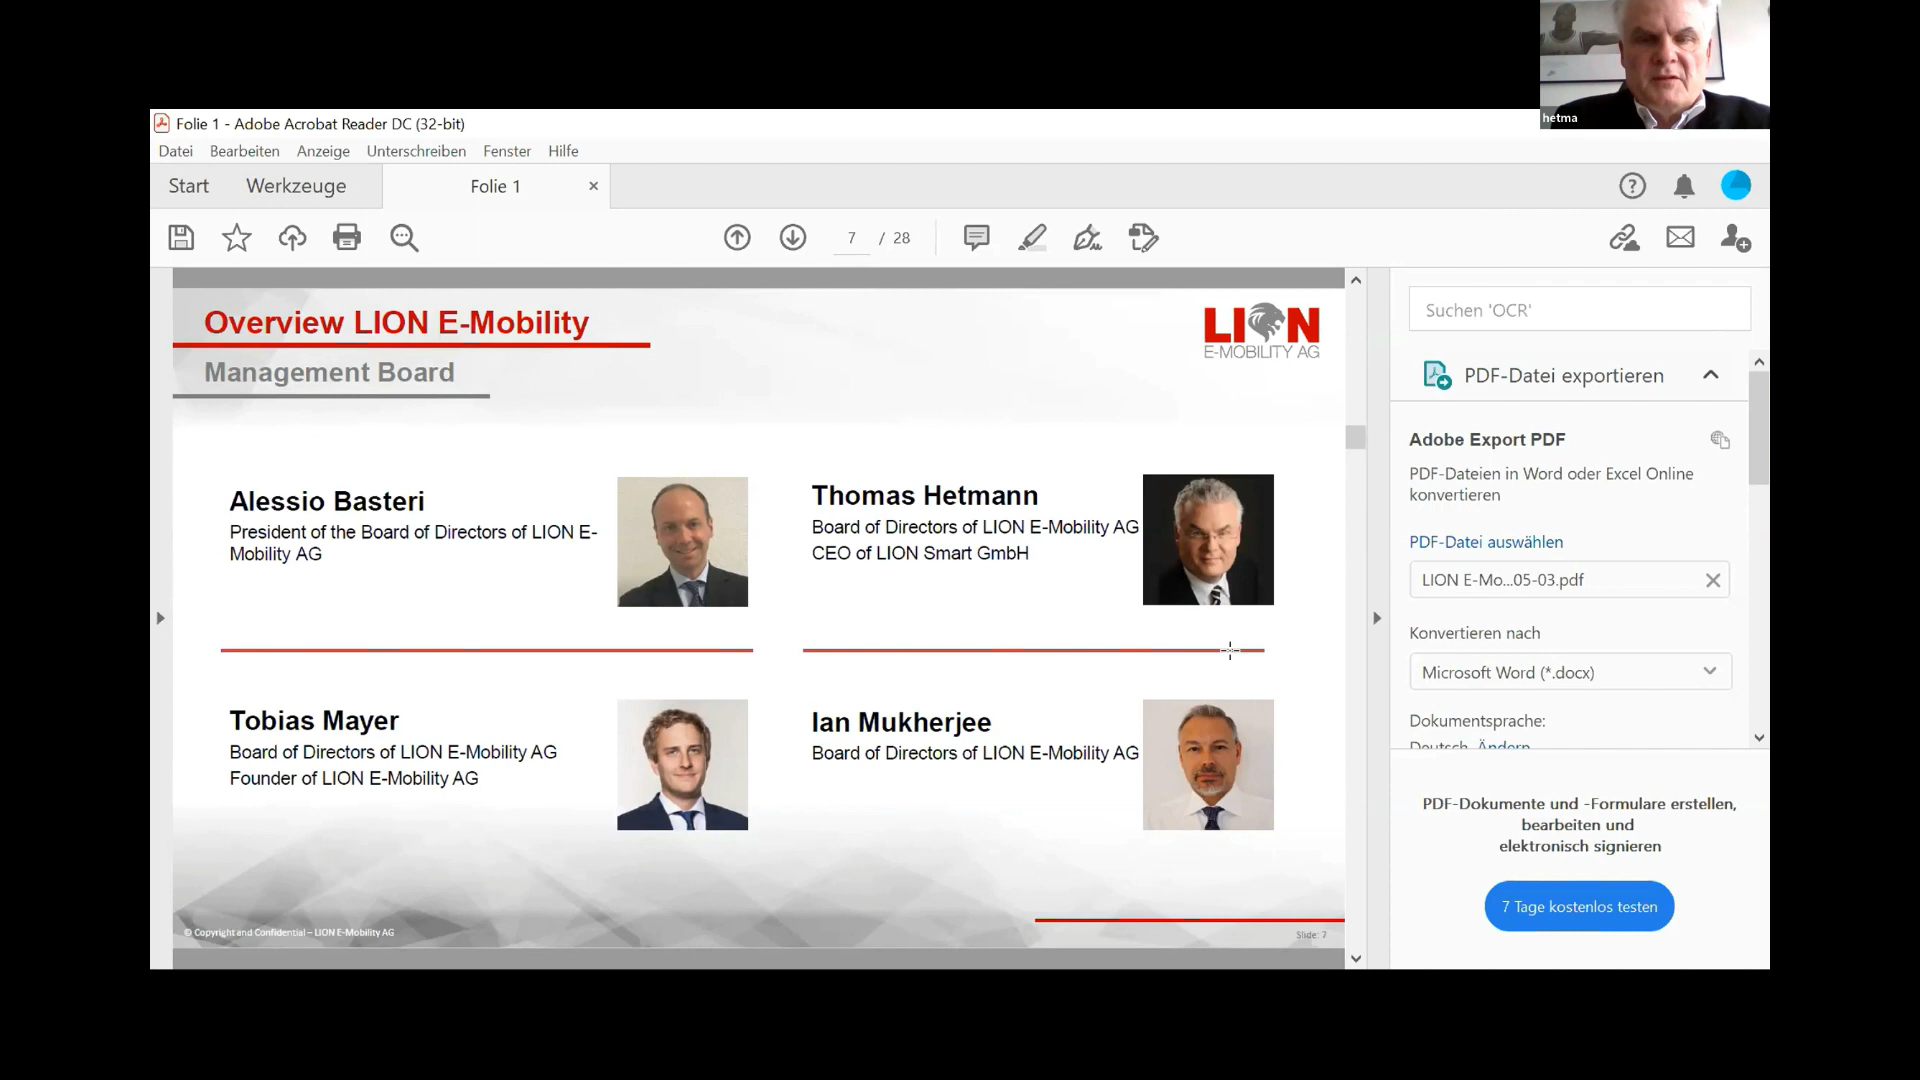 hetma
Folie 1 - Adobe Acrobat Reader DC (32-bit)
Datei Bearbeiten Anzeige Unterschreiben Fenster Hilfe
Start Werkzeuge Folie 1
7 / 28
Overview LION E-Mobility
Management Board
LION
E-MOBILITY AG
Alessio Basteri
President of the Board of Directors of LION E-
Mobility AG
Thomas Hetmann
Board of Directors of LION E-Mobility AG
CEO of LION Smart GmbH
Tobias Mayer
Board of Directors of LION E-Mobility AG
Founder of LION E-Mobility AG
Ian Mukherjee
Board of Directors of LION E-Mobility AG
© Copyright and Confidential – LION E-Mobility AG
Slide: 7
Suchen 'OCR'
PDF-Datei exportieren
Adobe Export PDF
PDF-Dateien in Word oder Excel Online
konvertieren
PDF-Datei auswählen
LION E-Mo...05-03.pdf
Konvertieren nach
Microsoft Word (*.docx)
Dokumentsprache:
Deutsch Ändern
PDF-Dokumente und -Formulare erstellen,
bearbeiten und
elektronisch signieren
7 Tage kostenlos testen